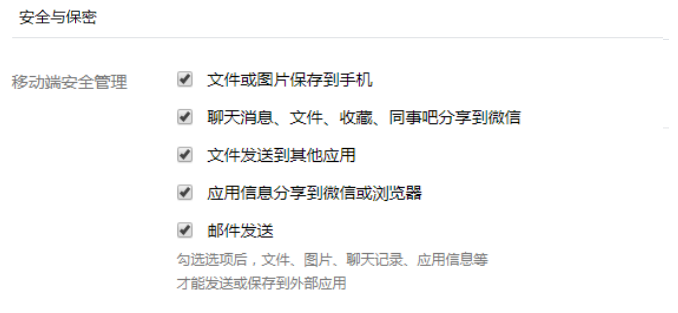 安全与保密
移动端安全管理
文件或图片保存到手机
聊天消息、文件、收藏、同事吧分享到微信
文件发送到其他应用
应用信息分享到微信或浏览器
邮件发送
勾选选项后，文件、图片、聊天记录、应用信息等
才能发送或保存到外部应用